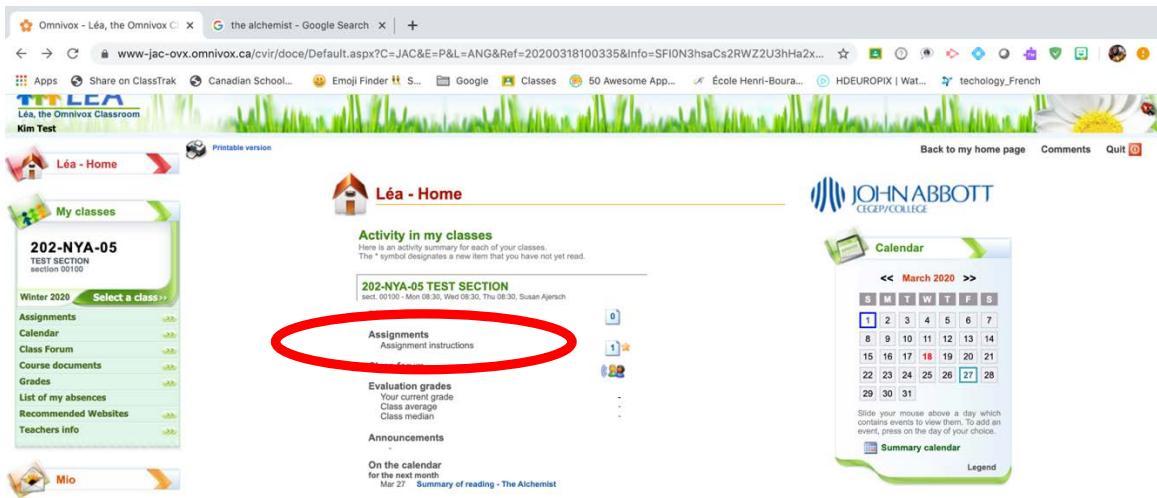 Omnivox - Léa, the Omnivox Cl
the alchemist - Google Search
www-jac-ovx.omnivox.ca/cvir/doce/Default.aspx?C=JAC&E=P&L=ANG&Ref=20200318100335&Info=SFI0N3hsaCs2RWZ2U3hHa2x...
Apps Share on ClassTrak Canadian School... Emoji Finder S... Google Classes 50 Awesome App... École Henri-Boura... HDEUROPIX | Wat... techology_French
LÉA
Léa, the Omnivox Classroom
Kim Test
Printable version
Back to my home page Comments Quit
Léa - Home
My classes
202-NYA-05
TEST SECTION
section 00100
Winter 2020 Select a class>>
Assignments
Calendar
Class Forum
Course documents
Grades
List of my absences
Recommended Websites
Teachers info
Mio
Léa - Home
Activity in my classes
Here is an activity summary for each of your classes.
The * symbol designates a new item that you have not yet read.
202-NYA-05 TEST SECTION
sect. 00100 - Mon 08:30, Wed 08:30, Thu 08:30, Susan Ajersch
0
Assignments
Assignment instructions 1
Evaluation grades
Your current grade -
Class average -
Class median -
Announcements
-
On the calendar
for the next month
Mar 27 Summary of reading - The Alchemist
JOHN ABBOTT
CEGEP/COLLEGE
Calendar
<< March 2020 >>
S M T W T F S
1 2 3 4 5 6 7
8 9 10 11 12 13 14
15 16 17 18 19 20 21
22 23 24 25 26 27 28
29 30 31
Slide your mouse above a day which
contains events to view them. To add an
event, press on the day of your choice.
Summary calendar
Legend